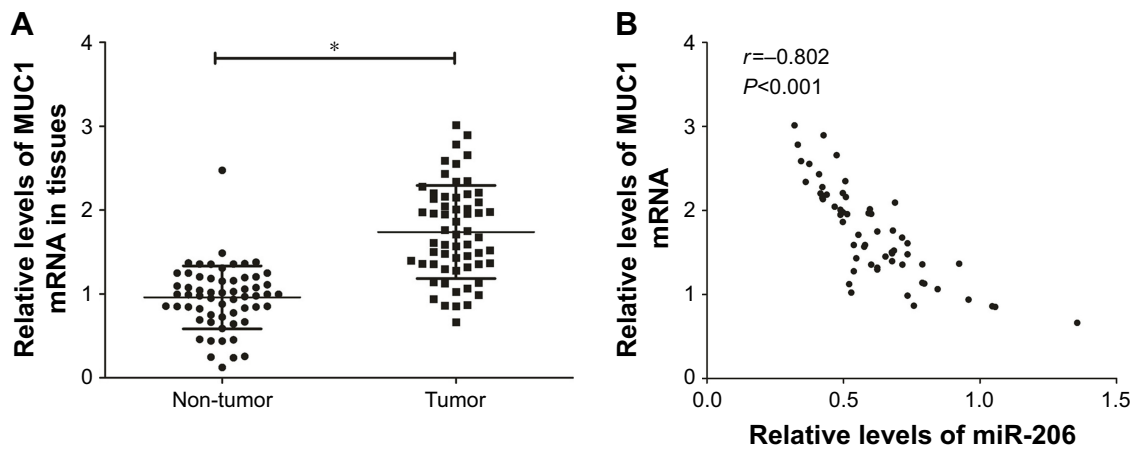 A
Relative levels of MUC1
mRNA in tissues
4
3
2
1
0
*
Non-tumor
Tumor
B
Relative levels of MUC1
mRNA
4
3
2
1
0
r=–0.802
P<0.001
0.0
0.5
1.0
1.5
Relative levels of miR-206